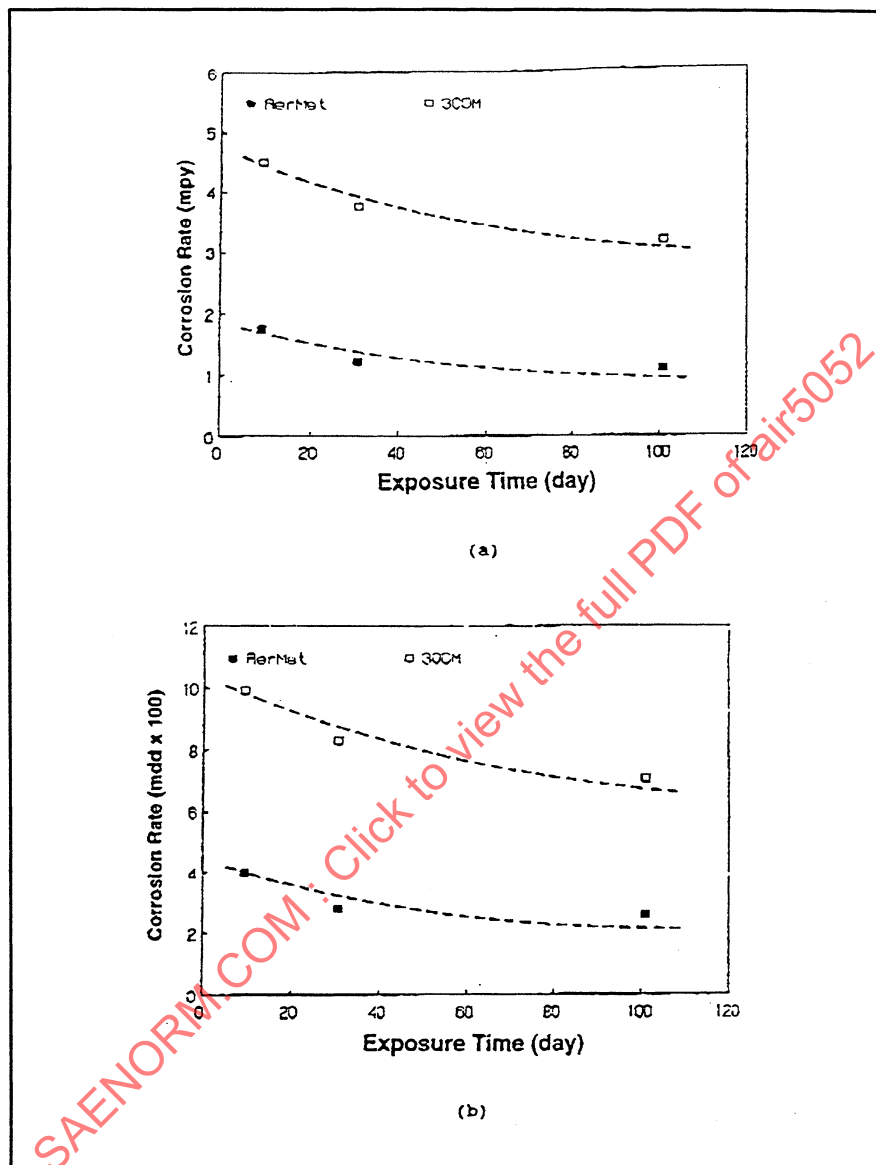 6
5
4
3
2
1
0
AerMet
300M
Corrosion Rate (mpy)
0 20 40 60 80 100 120
Exposure Time (day)
(a)
12
10
8
6
4
2
0
AerMet
300M
Corrosion Rate (mdd x 100)
0 20 40 60 80 100 120
Exposure Time (day)
(b)
SAENORM.COM : Click to view the full PDF of air5052